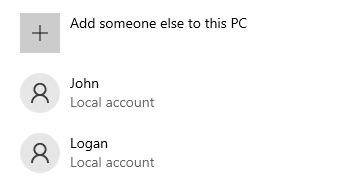 Add someone else to this PC
John
Local account
Logan
Local account